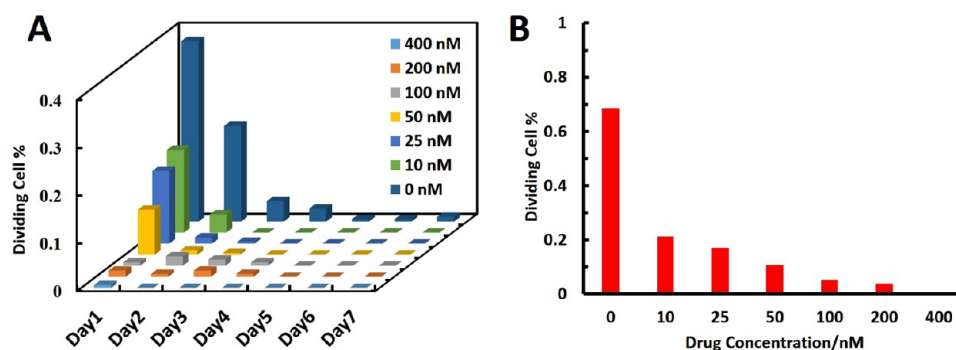 A
0.4
0.3
0.2
0.1
0
Dividing Cell %
400 nM
200 nM
100 nM
50 nM
25 nM
10 nM
0 nM
Day1
Day2
Day3
Day4
Day5
Day6
Day7
B
1
0.8
0.6
0.4
0.2
0
Dividing Cell %
0 10 25 50 100 200 400
Drug Concentration/nM